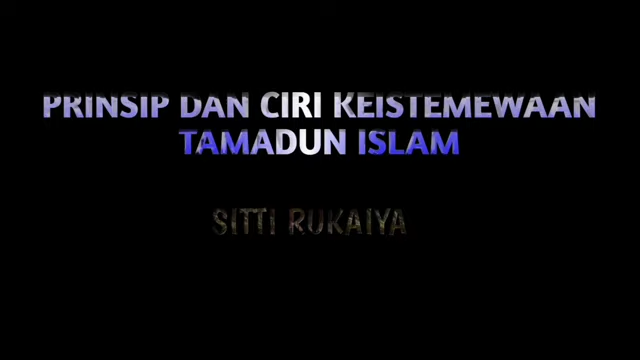 PRINSIP DAN CIRI KEISTEMEWAAN
TAMADUN ISLAM
SITTI RUKAIYA